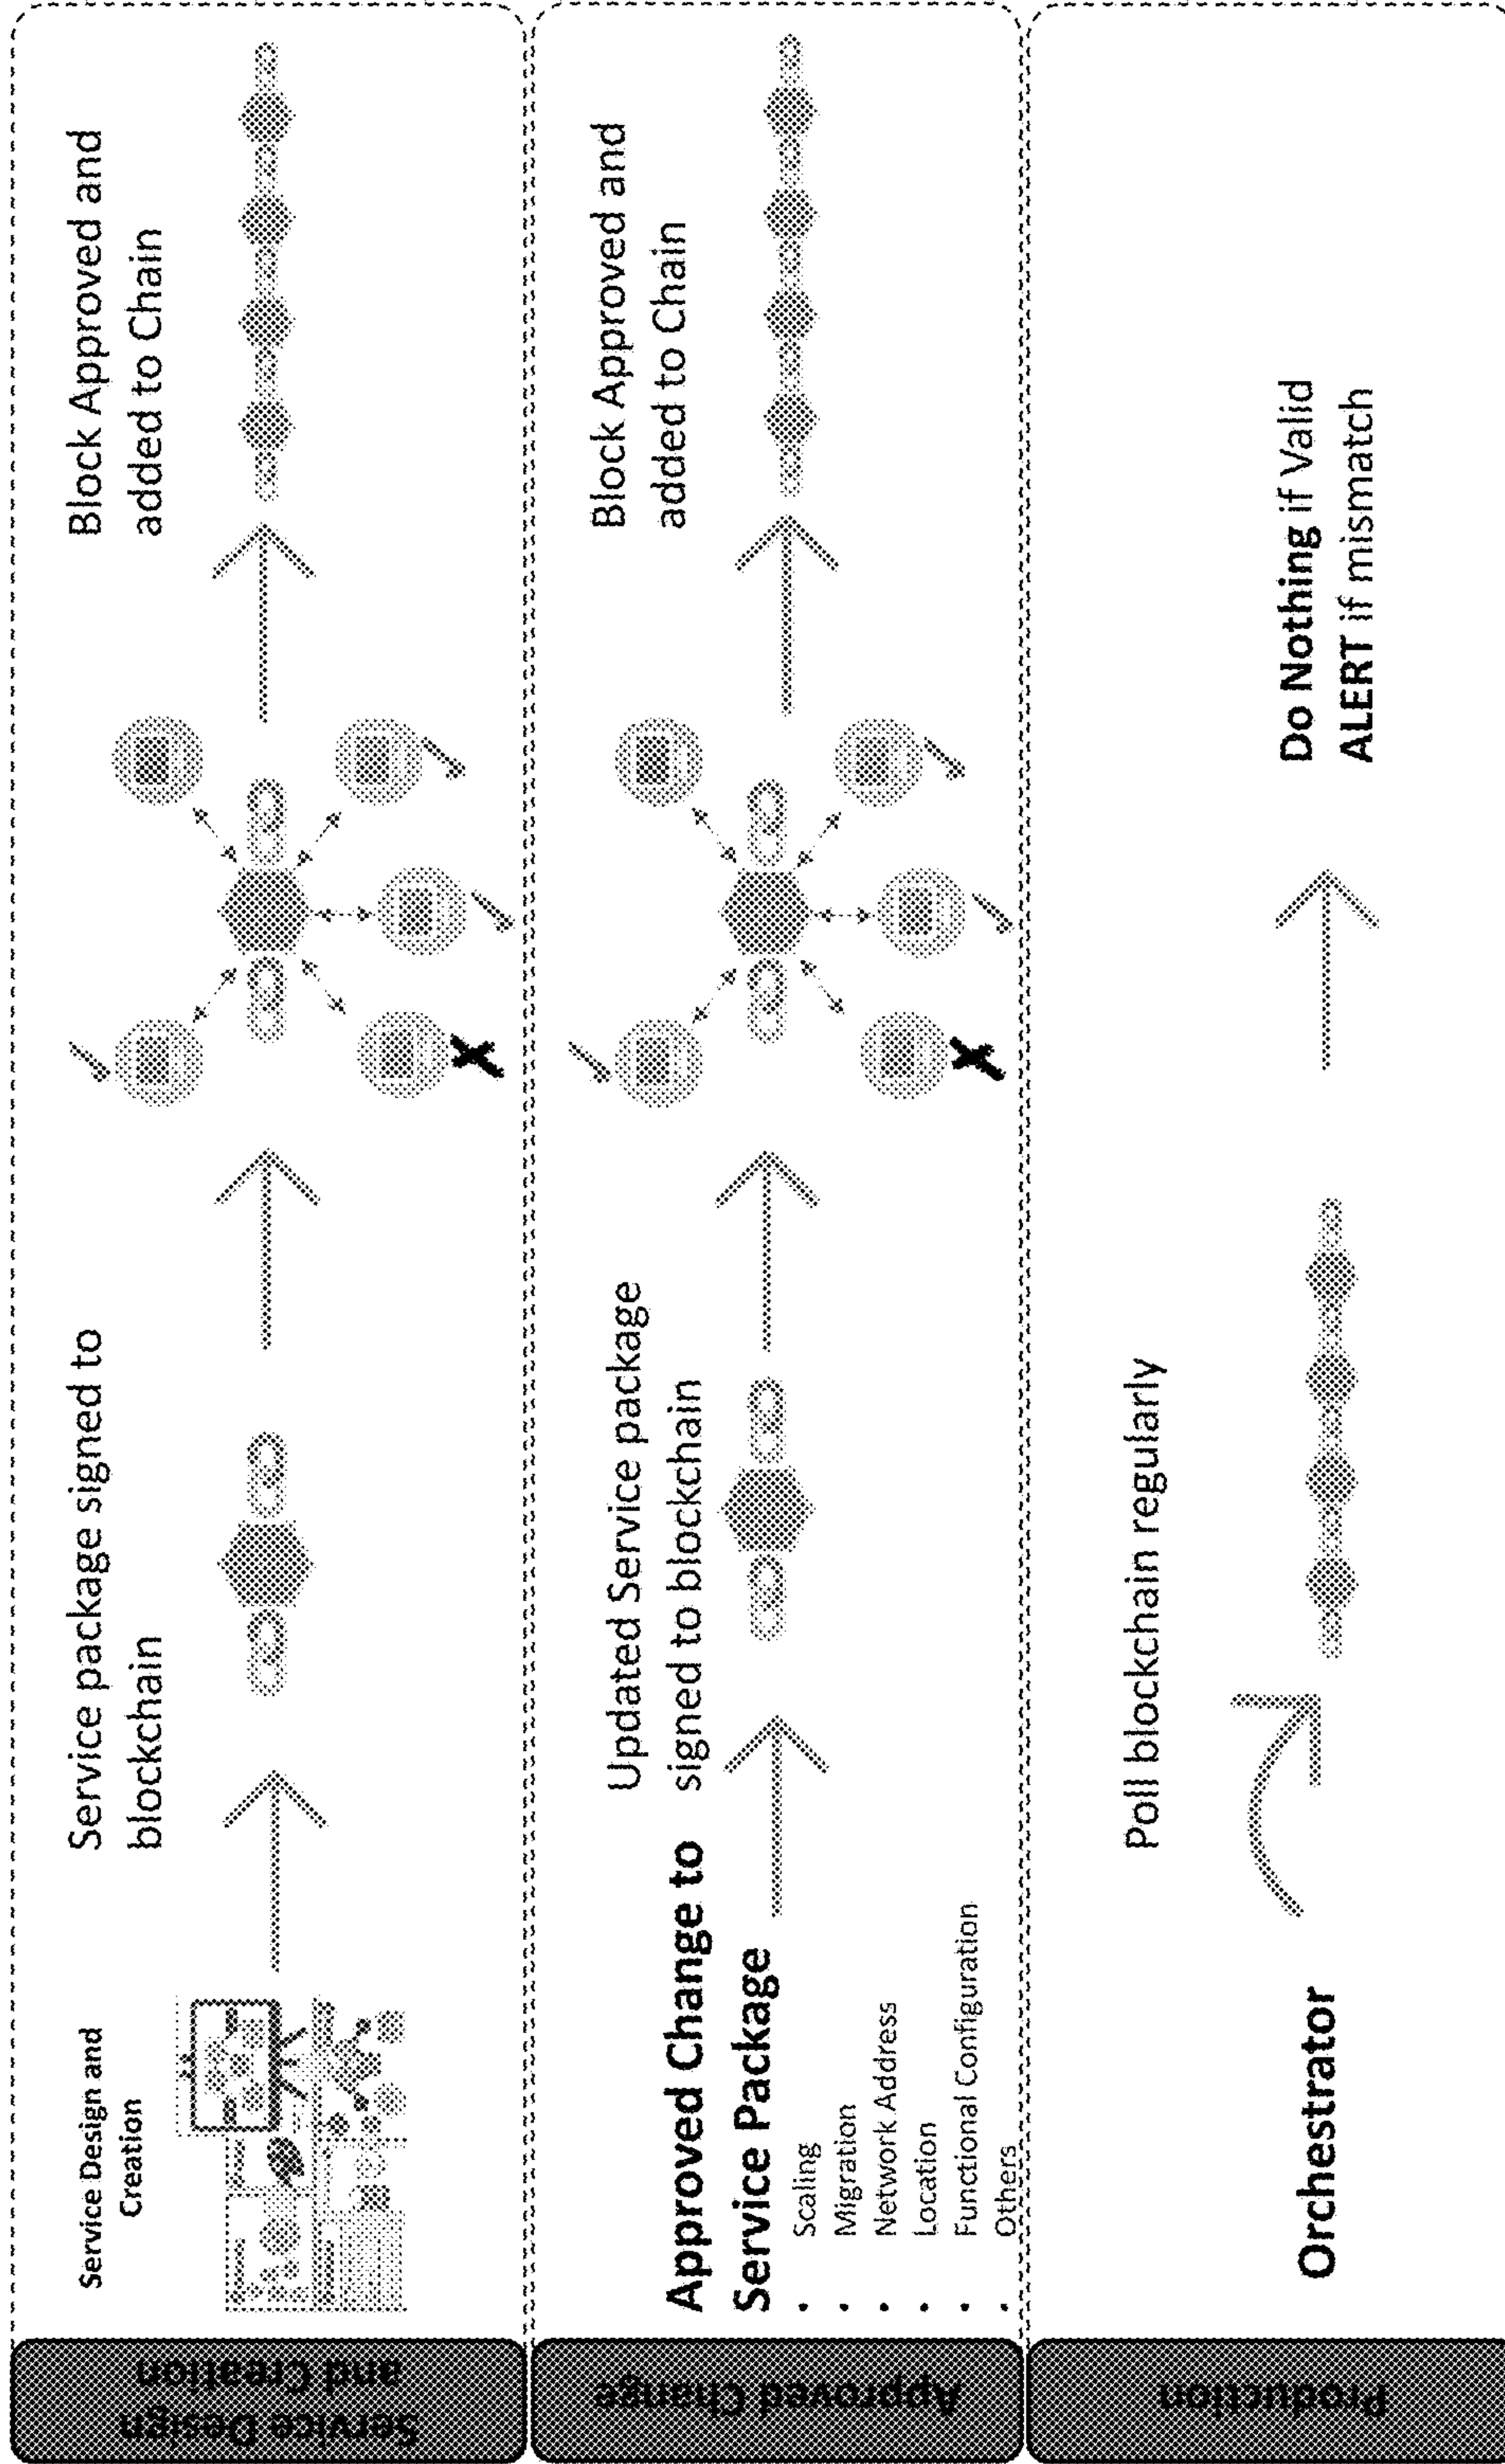 Service Design
and Creation
Service Design and
Creation
Service package signed to
blockchain
Block Approved and
added to Chain
Approved Change
Approved Change to
Service Package
• Scaling
• Migration
• Network Address
• Location
• Functional Configuration
• Others
Updated Service package
signed to blockchain
Block Approved and
added to Chain
Production
Orchestrator
Poll blockchain regularly
Do Nothing if Valid
ALERT if mismatch